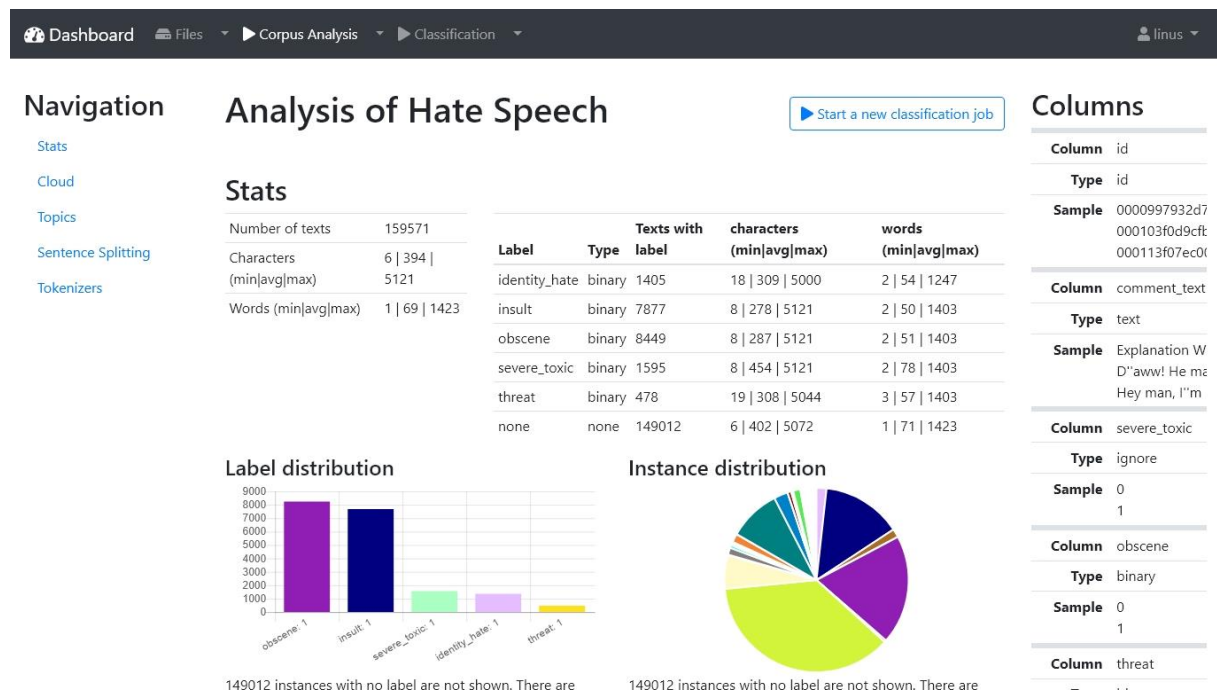 Dashboard Files Corpus Analysis Classification linus
Navigation
Stats
Cloud
Topics
Sentence Splitting
Tokenizers
Analysis of Hate Speech
Start a new classification job
Stats
Number of texts 159571
Characters (min|avg|max) 6 | 394 | 5121
Words (min|avg|max) 1 | 69 | 1423
Label Type Texts with label characters (min|avg|max) words (min|avg|max)
identity_hate binary 1405 18 | 309 | 5000 2 | 54 | 1247
insult binary 7877 8 | 278 | 5121 2 | 50 | 1403
obscene binary 8449 8 | 287 | 5121 2 | 51 | 1403
severe_toxic binary 1595 8 | 454 | 5121 2 | 78 | 1403
threat binary 478 19 | 308 | 5044 3 | 57 | 1403
none none 149012 6 | 402 | 5072 1 | 71 | 1423
Label distribution
9000
8000
7000
6000
5000
4000
3000
2000
1000
0
obscene: 1
insult: 1
severe_toxic: 1
identity_hate: 1
threat: 1
149012 instances with no label are not shown. There are
Instance distribution
149012 instances with no label are not shown. There are
Columns
Column id
Type id
Sample 0000997932d7
000103f0d9cfb
000113f07ec00
Column comment_text
Type text
Sample Explanation W
D"aww! He ma
Hey man, I"m
Column severe_toxic
Type ignore
Sample 0
1
Column obscene
Type binary
Sample 0
1
Column threat